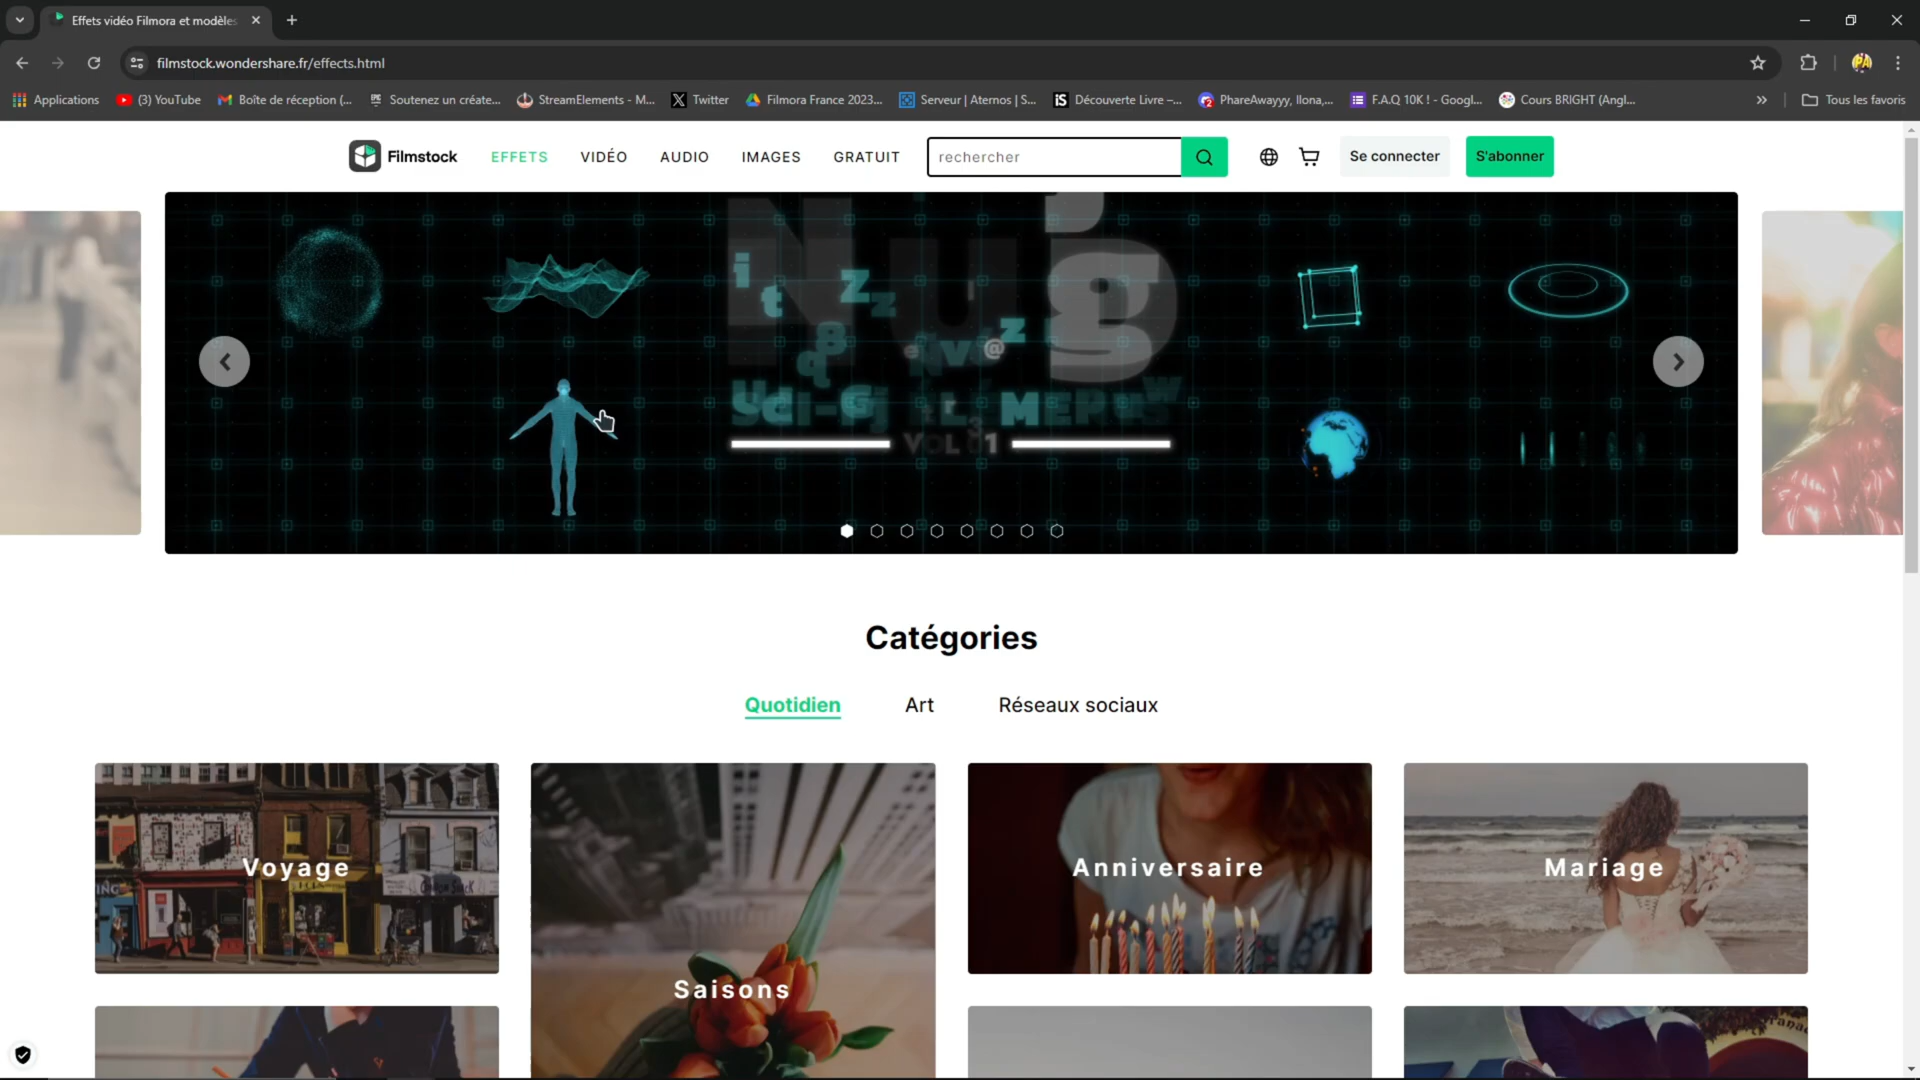 Effets vidéo Filmora et modèles
filmstock.wondershare.fr/effects.html
Applications
(3) YouTube
Boîte de réception (...
Soutenez un créate...
StreamElements - M...
Twitter
Filmora France 2023...
Serveur | Aternos | S...
Découverte Livre –...
PhareAwayyy, Ilona,...
F.A.Q 10K ! - Googl...
Cours BRIGHT (Angl...
Tous les favoris
Filmstock
EFFETS
VIDÉO
AUDIO
IMAGES
GRATUIT
rechercher
Se connecter
S'abonner
Catégories
Quotidien
Art
Réseaux sociaux
Voyage
Anniversaire
Mariage
Saisons